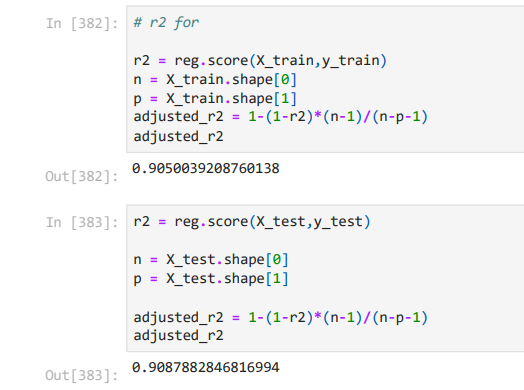 In [382]: # r2 for
r2 = reg.score(X_train,y_train)
n = X_train.shape[0]
p = X_train.shape[1]
adjusted_r2 = 1-(1-r2)*(n-1)/(n-p-1)
adjusted_r2
Out[382]: 0.9050039208760138
In [383]: r2 = reg.score(X_test,y_test)
n = X_test.shape[0]
p = X_test.shape[1]
adjusted_r2 = 1-(1-r2)*(n-1)/(n-p-1)
adjusted_r2
Out[383]: 0.9087882846816994